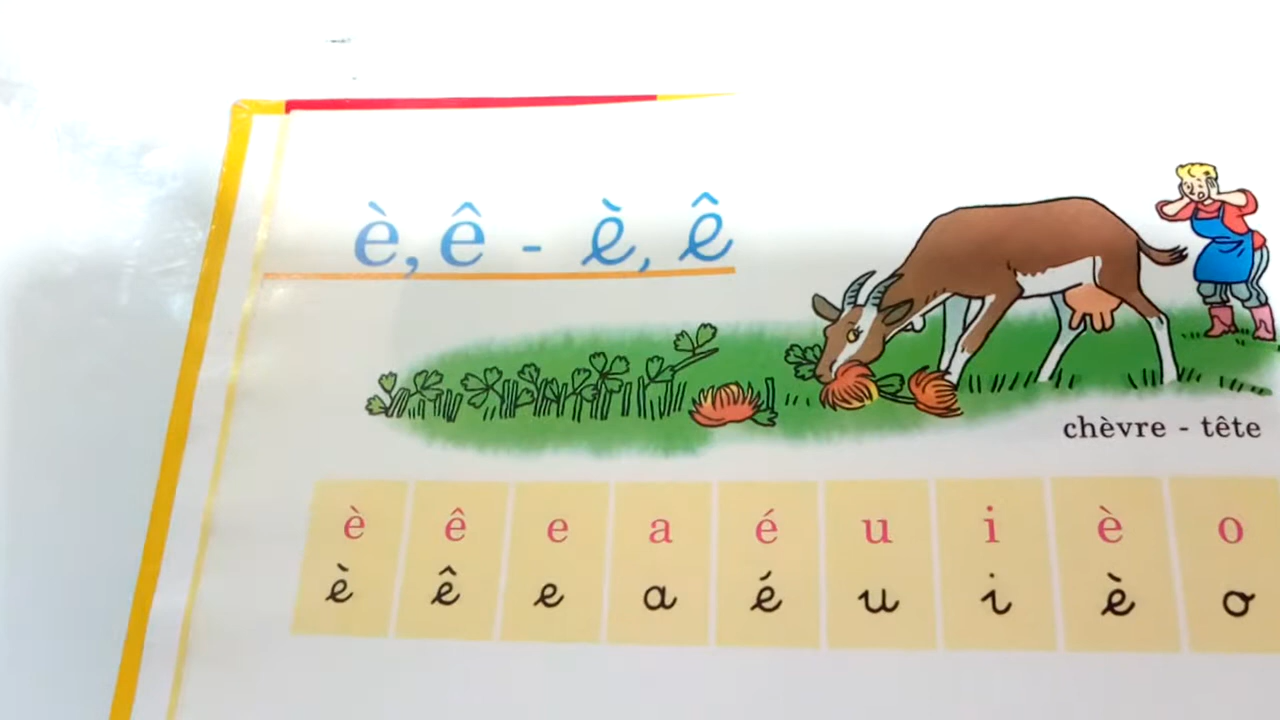 è, ê - è, ê
chèvre - tête
è ê e a é u i è o
è ê e a é u i è o